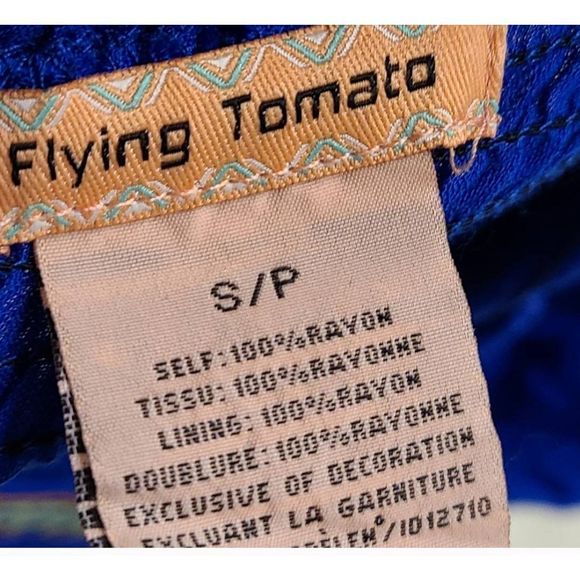 Flying Tomato
S/P
SELF:100%RAYON
TISSU:100%RAYONNE
LINING:100%RAYON
DOUBLURE:100%RAYONNE
EXCLUSIVE OF DECORATION
EXCLUANT LA GARNITURE
/ID12710